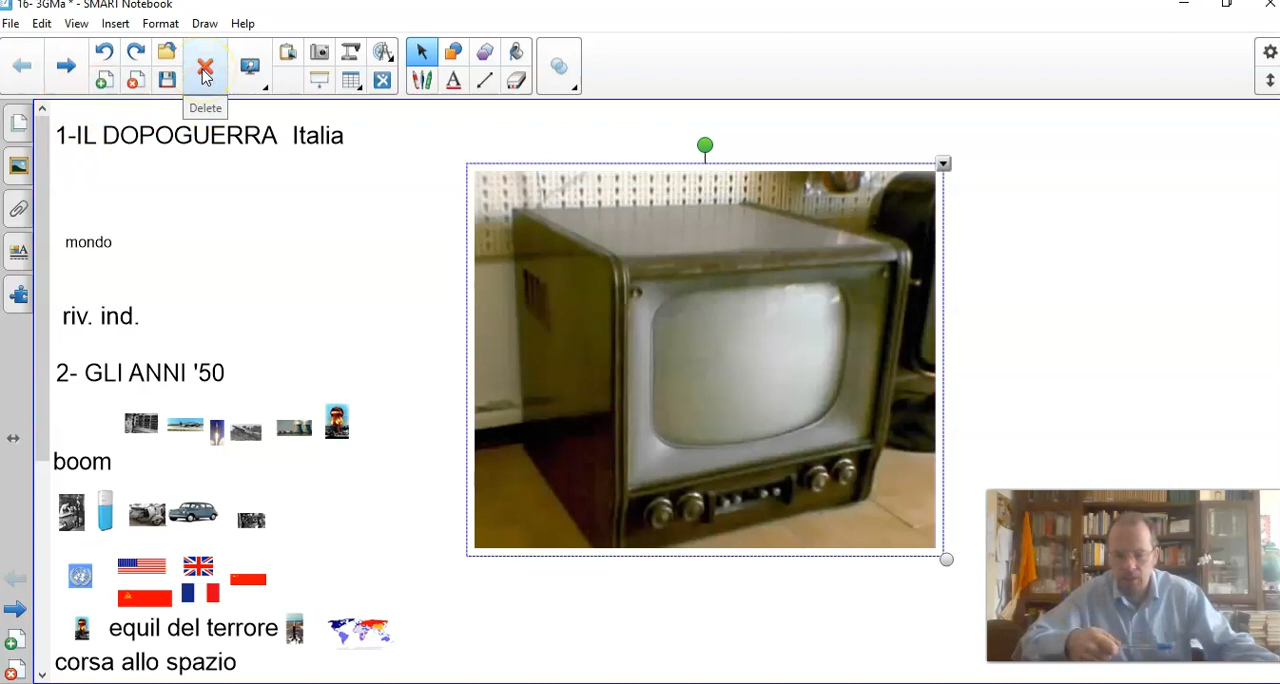 16- 3GMa * - SMART Notebook
File Edit View Insert Format Draw Help
Delete
1-IL DOPOGUERRA Italia
mondo
riv. ind.
2- GLI ANNI '50
boom
equil del terrore
corsa allo spazio